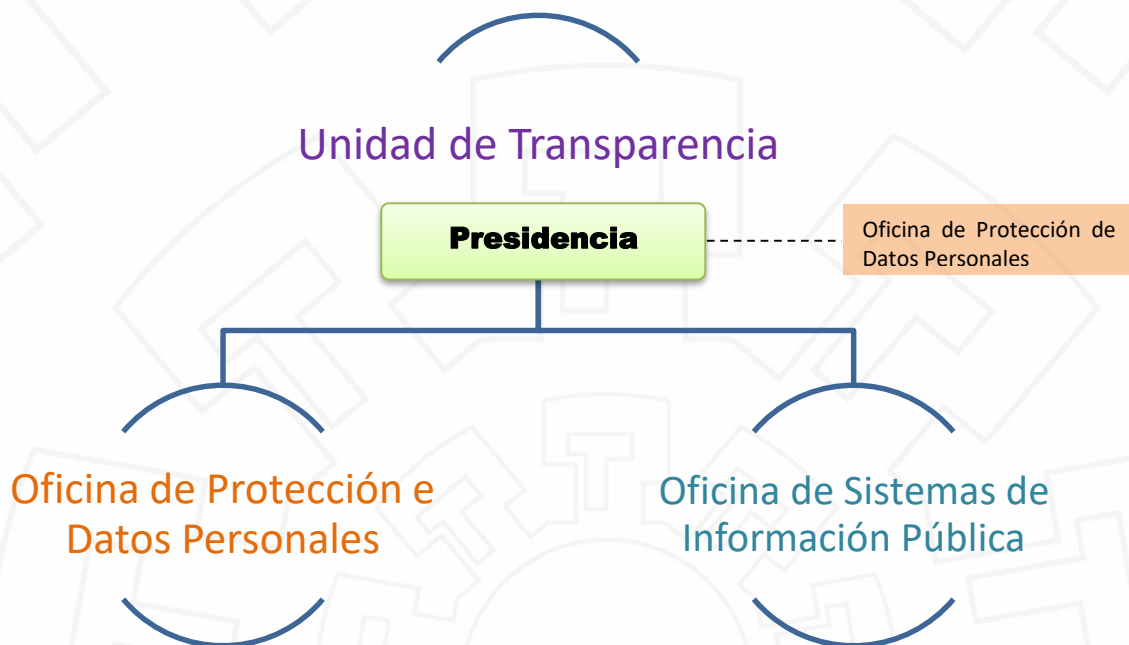 Unidad de Transparencia
Presidencia
Oficina de Protección de
Datos Personales
Oficina de Protección e
Datos Personales
Oficina de Sistemas de
Información Pública